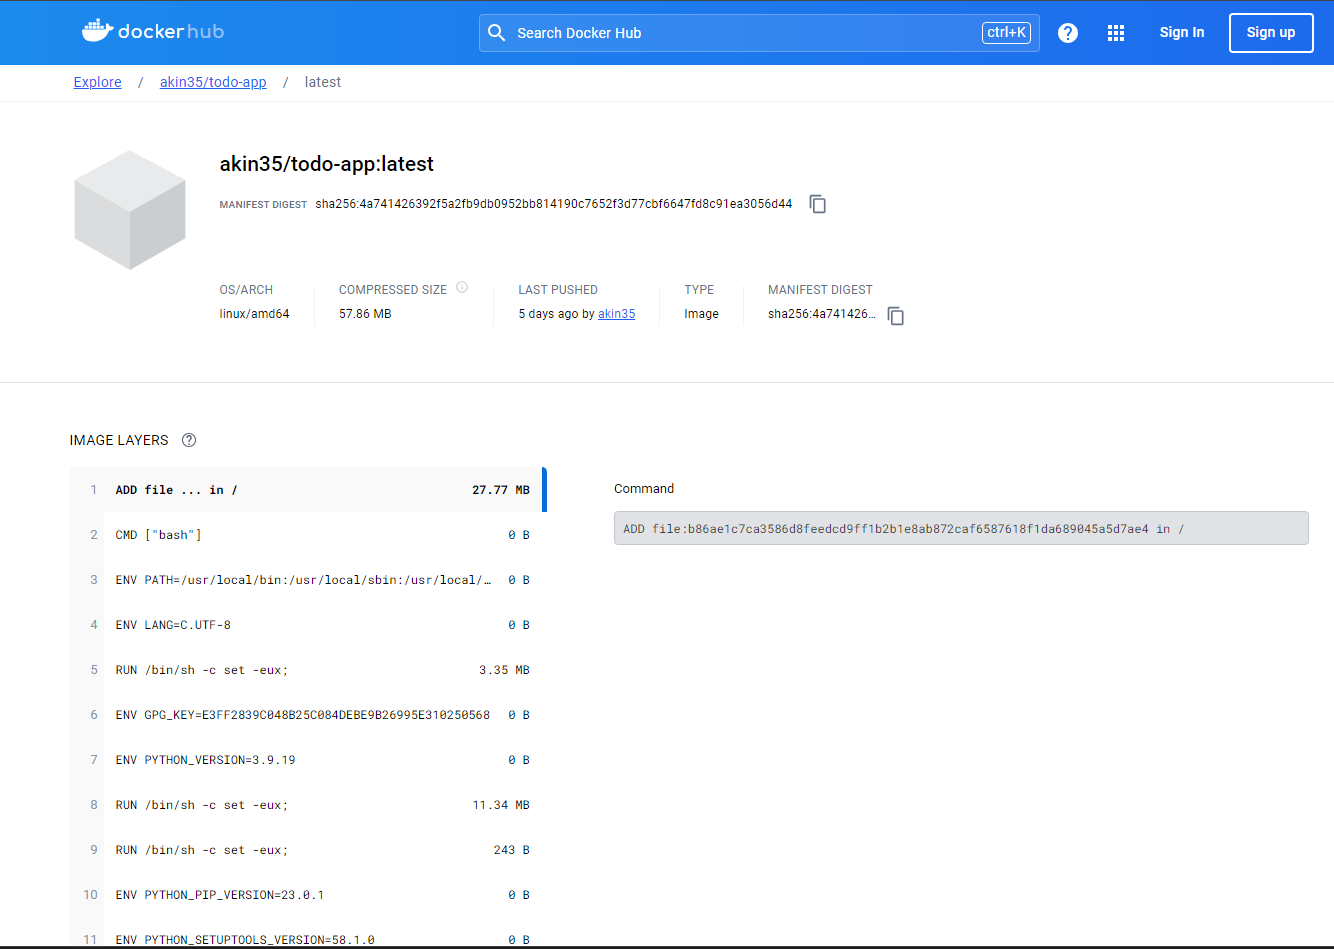 docker hub
Search Docker Hub
ctrl+K
Sign In
Sign up
Explore / akin35/todo-app / latest
akin35/todo-app:latest
MANIFEST DIGEST sha256:4a741426392f5a2fb9db0952bb814190c7652f3d77cbf6647fd8c91ea3056d44
OS/ARCH
linux/amd64
COMPRESSED SIZE
57.86 MB
LAST PUSHED
5 days ago by akin35
TYPE
Image
MANIFEST DIGEST
sha256:4a741426...
IMAGE LAYERS
1 ADD file ... in / 27.77 MB
2 CMD ["bash"] 0 B
3 ENV PATH=/usr/local/bin:/usr/local/sbin:/usr/local/... 0 B
4 ENV LANG=C.UTF-8 0 B
5 RUN /bin/sh -c set -eux; 3.35 MB
6 ENV GPG_KEY=E3FF2839C048B25C084DEBE9B26995E310250568 0 B
7 ENV PYTHON_VERSION=3.9.19 0 B
8 RUN /bin/sh -c set -eux; 11.34 MB
9 RUN /bin/sh -c set -eux; 243 B
10 ENV PYTHON_PIP_VERSION=23.0.1 0 B
11 ENV PYTHON_SETUPTOOLS_VERSION=58.1.0 0 B
Command
ADD file:b86ae1c7ca3586d8feedcd9ff1b2b1e8ab872caf6587618f1da689045a5d7ae4 in /